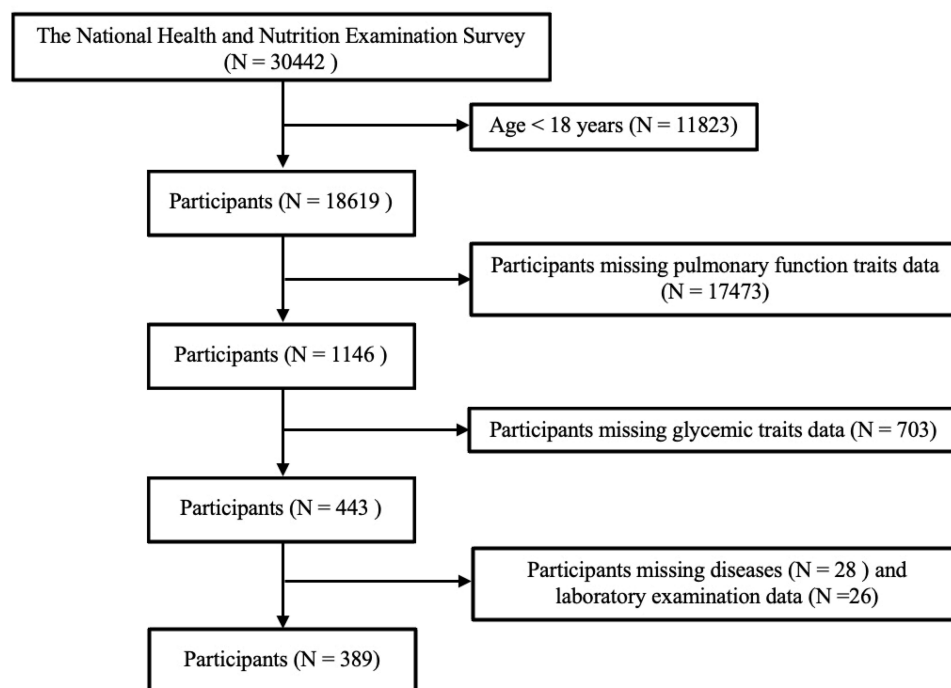 The National Health and Nutrition Examination Survey
(N = 30442 )
Age < 18 years (N = 11823)
Participants (N = 18619 )
Participants missing pulmonary function traits data
(N = 17473)
Participants (N = 1146 )
Participants missing glycemic traits data (N = 703)
Participants (N = 443 )
Participants missing diseases (N = 28 ) and
laboratory examination data (N =26)
Participants (N = 389)